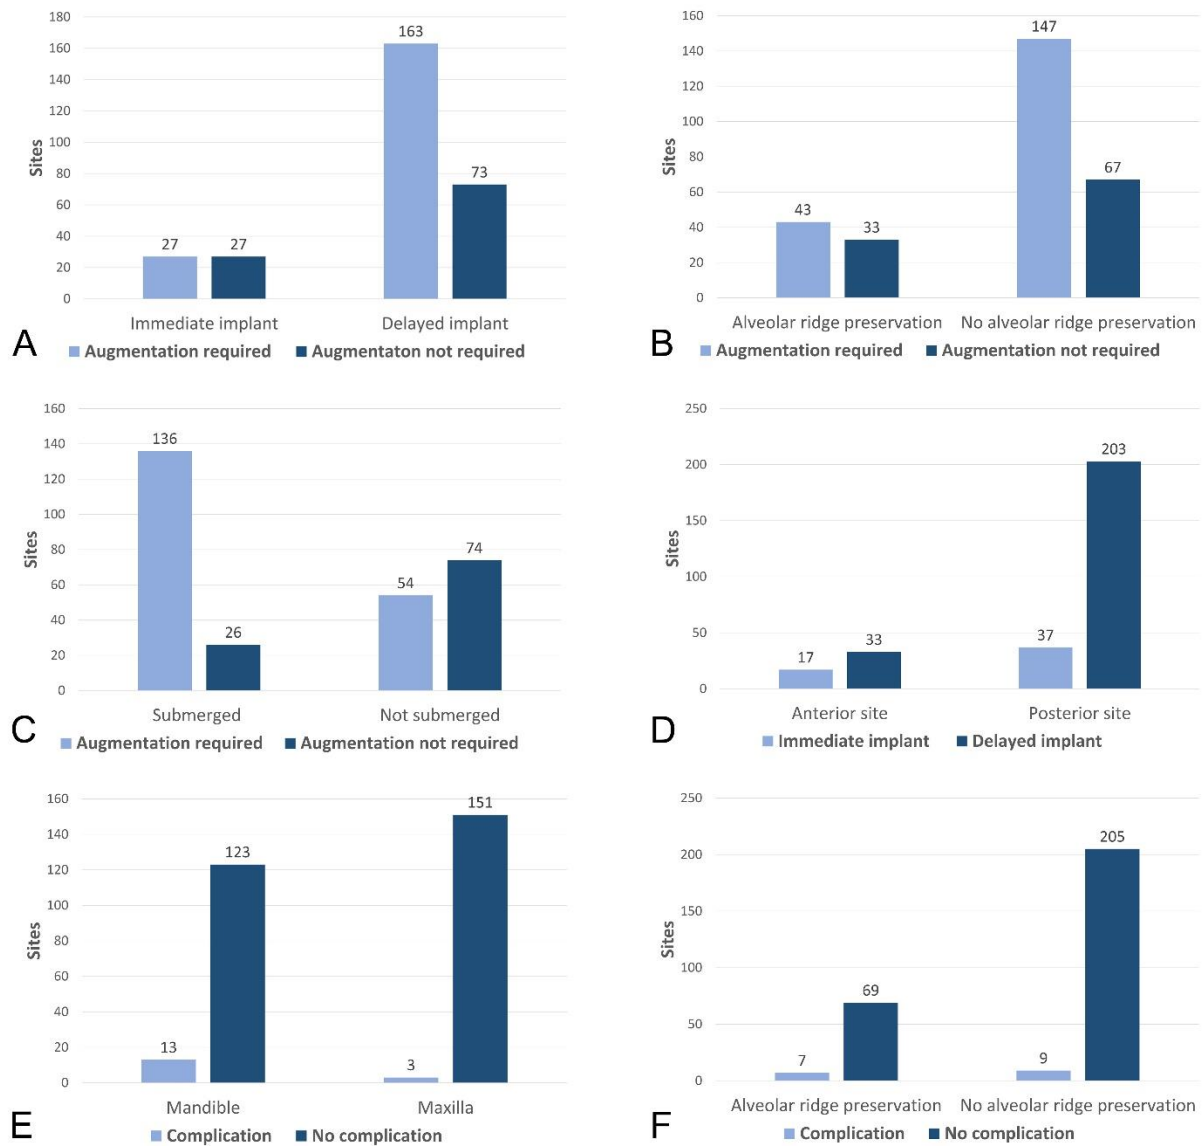 180
160
140
120
100
80
60
40
20
0
Sites
27
27
163
73
Immediate implant
Delayed implant
Augmentation required
Augmentaton not required
A
160
140
120
100
80
60
40
20
0
Sites
43
33
147
67
Alveolar ridge preservation
No alveolar ridge preservation
Augmentation required
Augmentation not required
B
160
140
120
100
80
60
40
20
0
Sites
136
26
54
74
Submerged
Not submerged
Augmentation required
Augmentation not required
C
250
200
150
100
50
0
Sites
17
33
37
203
Anterior site
Posterior site
Immediate implant
Delayed implant
D
160
140
120
100
80
60
40
20
0
Sites
13
123
3
151
Mandible
Maxilla
Complication
No complication
E
250
200
150
100
50
0
Sites
7
69
9
205
Alveolar ridge preservation
No alveolar ridge preservation
Complication
No complication
F